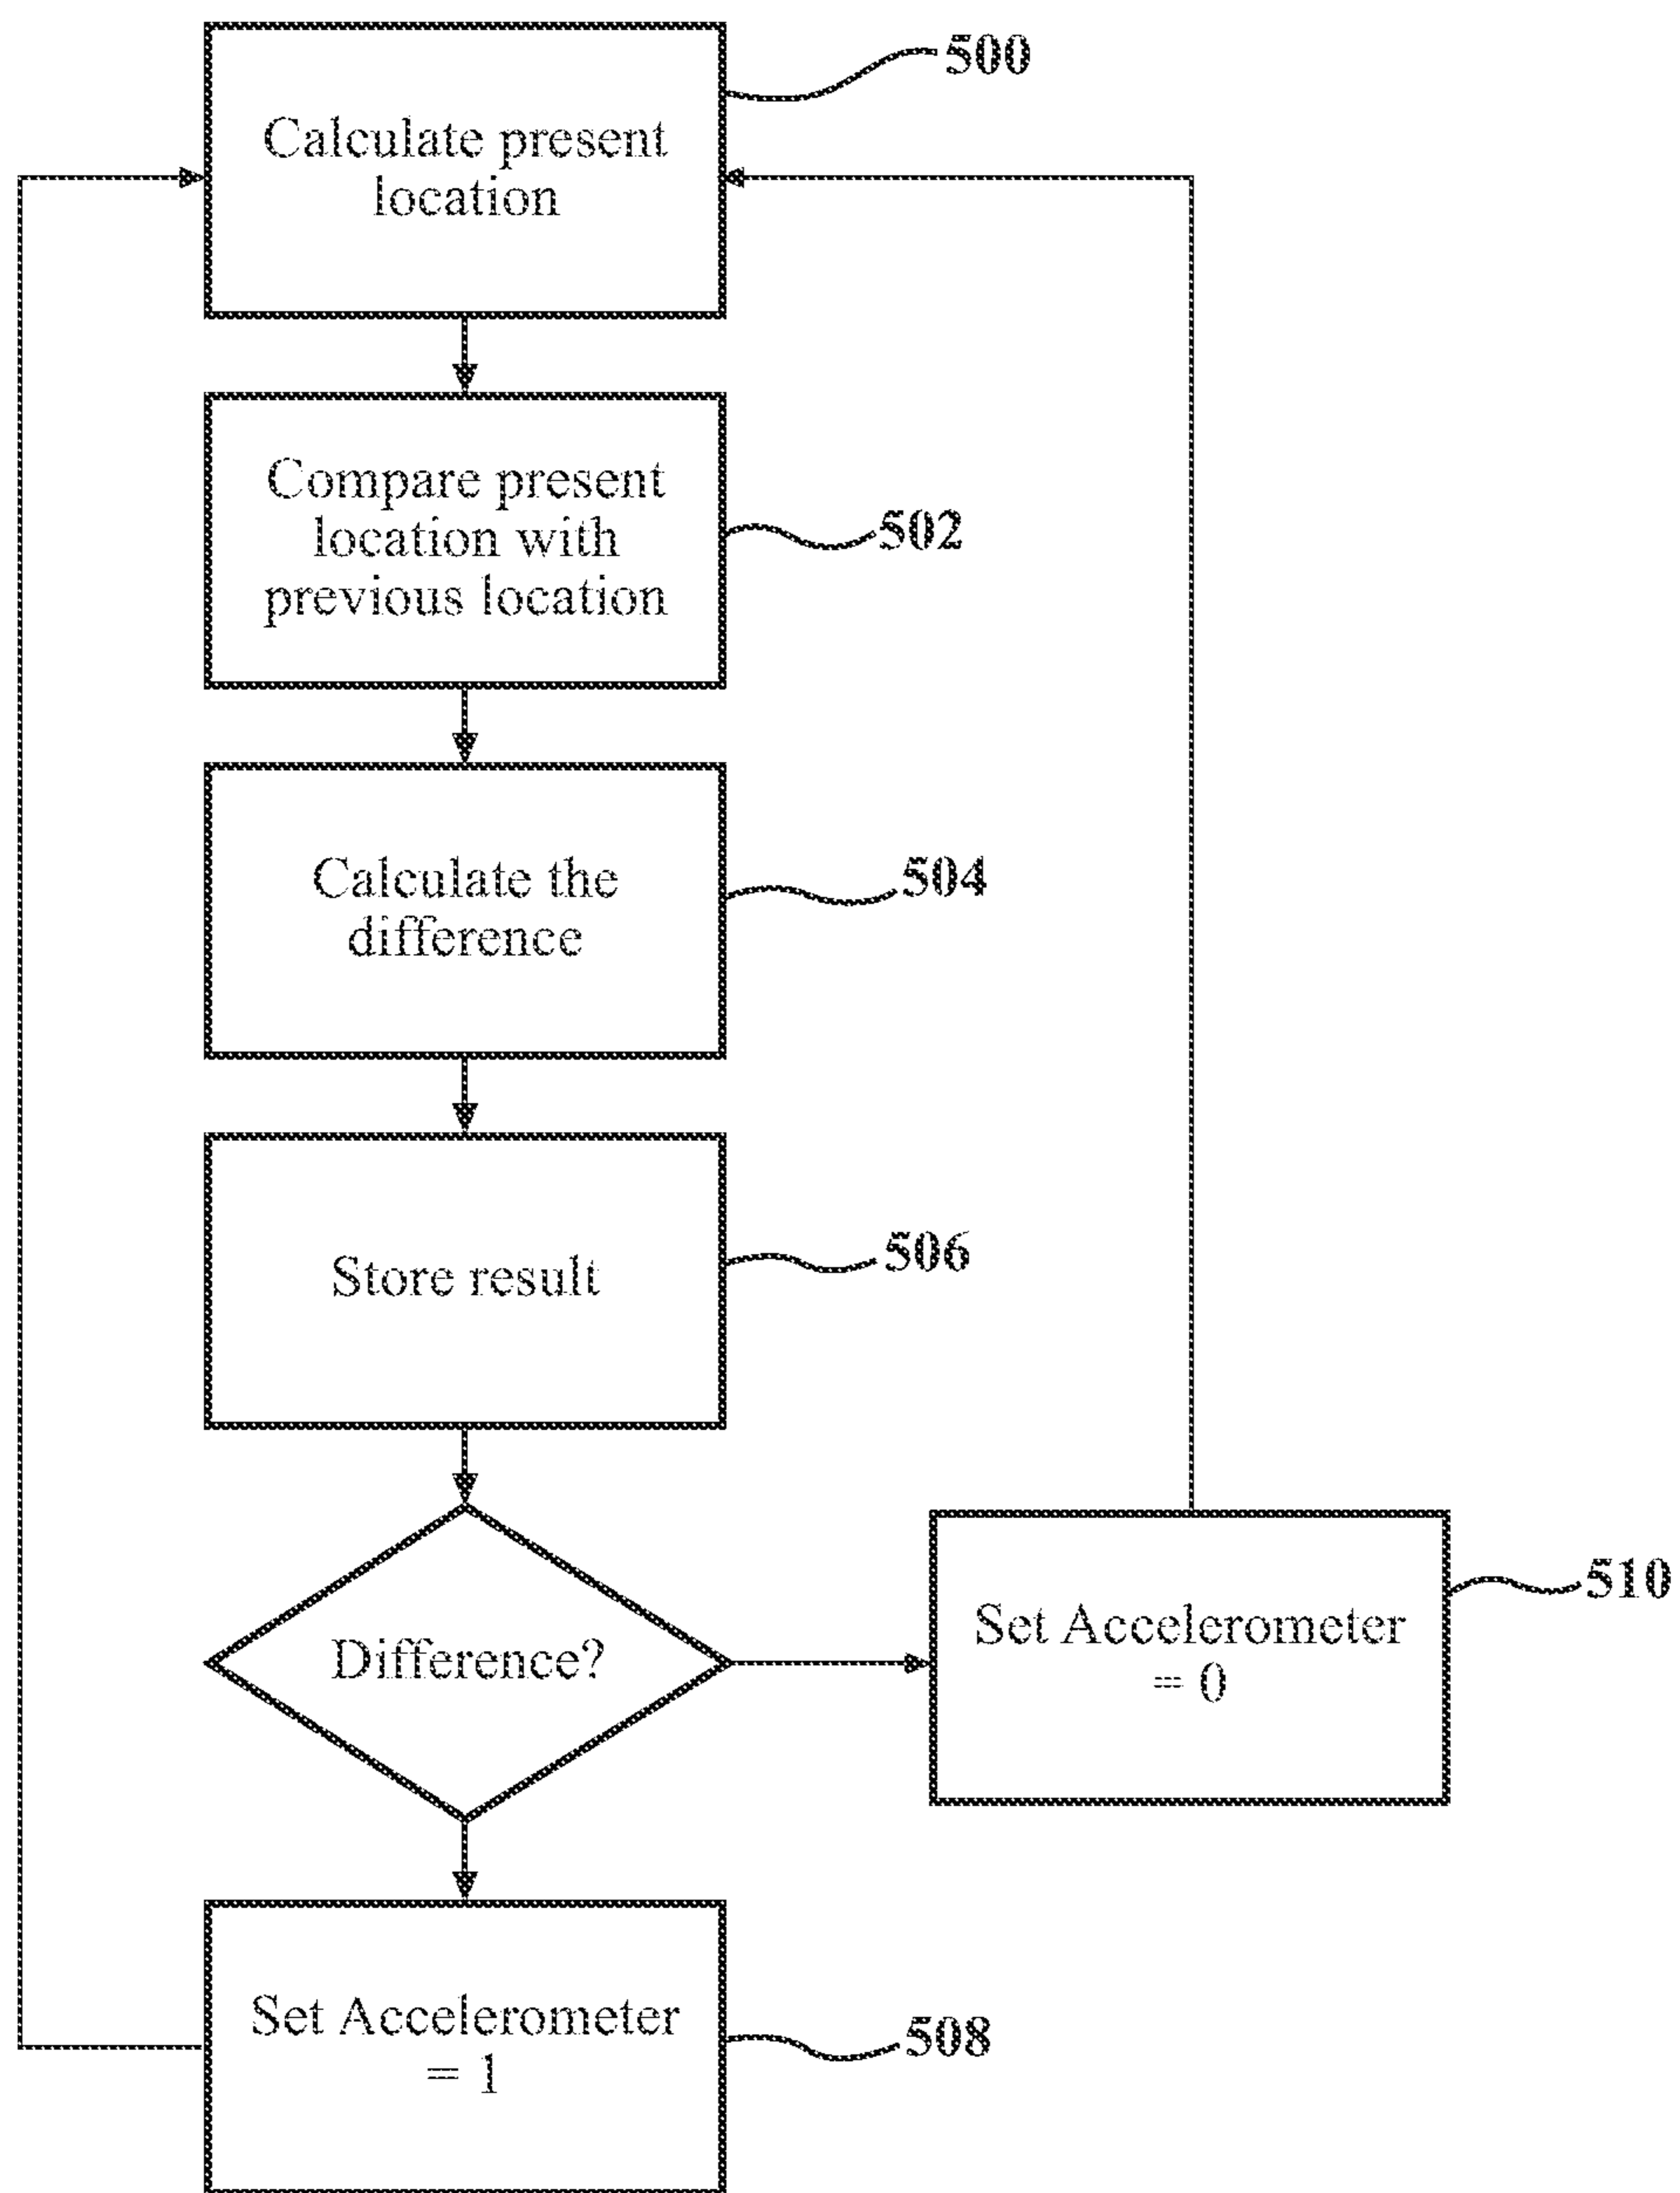 500
Calculate present
location
Compare present
location with
previous location
502
Calculate the
difference
504
Store result
506
Difference?
Set Accelerometer
= 0
510
Set Accelerometer
= 1
508